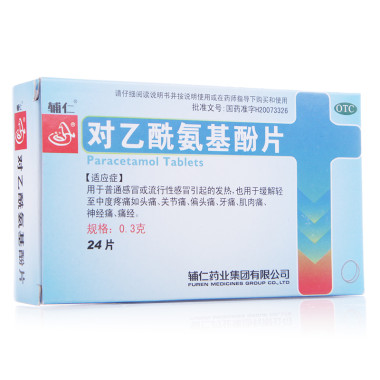 辅仁
请仔细阅读说明书并按说明使用或在药师指导下购买和使用
批准文号:国药准字H20073326
OTC
对乙酰氨基酚片
Paracetamol Tablets
【适应症】
用于普通感冒或流行性感冒引起的发热,也用于缓解轻
至中度疼痛如头痛、关节痛、偏头痛、牙痛、肌肉痛、
神经痛、痛经。
规格:0.3克
24片
辅仁药业集团有限公司
FUREN MEDICINES GROUP CO.,LTD
对乙酰氨基酚片